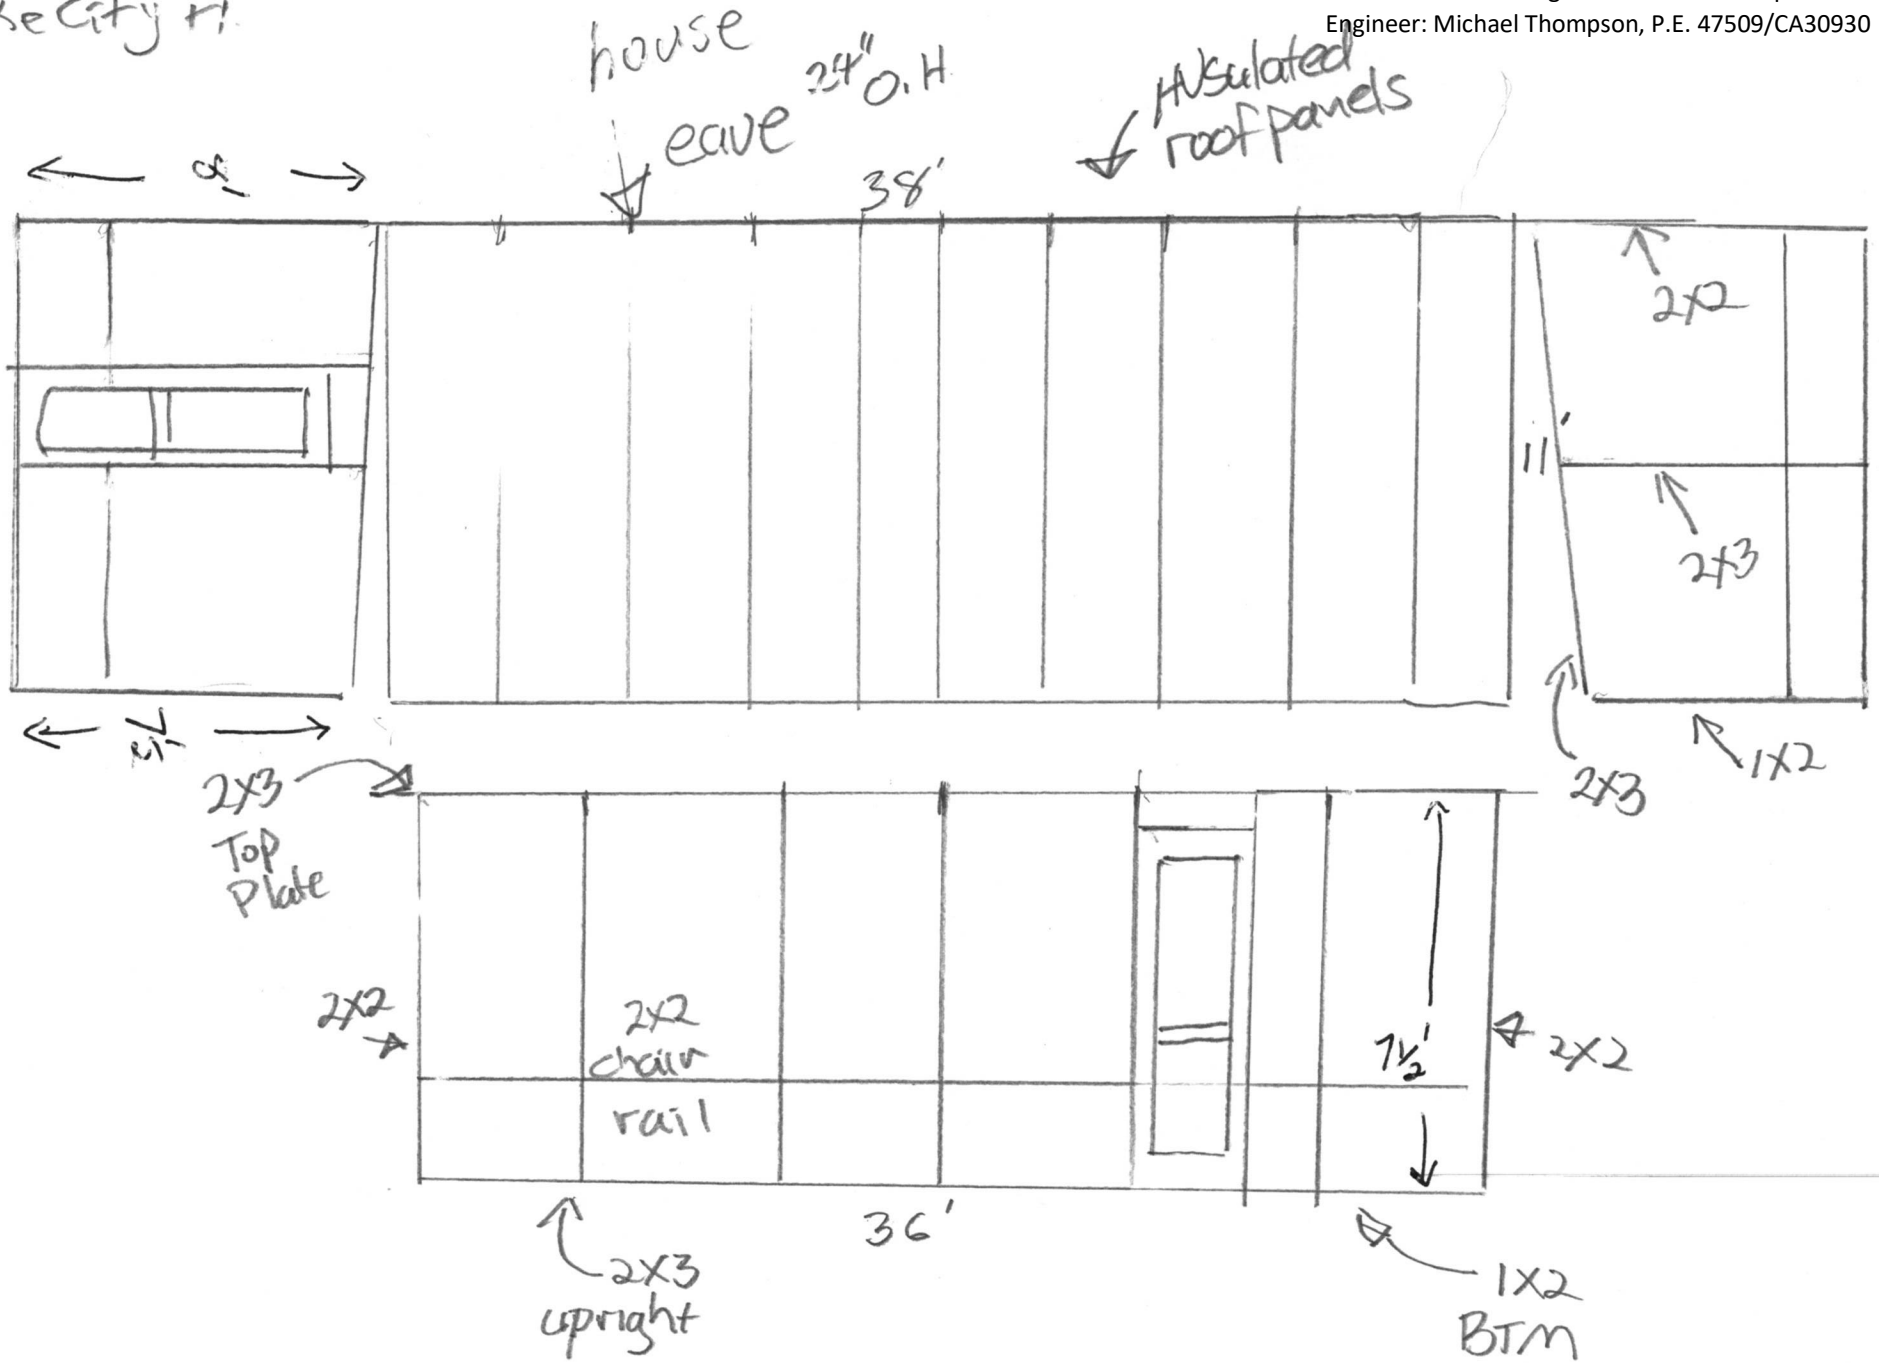 Engineer: Michael Thompson, P.E. 47509/CA30930
house
eave 24" O.H.
INSulated
roof panels
38'
2x2
11'
2x3
2x3
1x2
2x3
Top
Plate
2x2
2x2
chair
rail
7½'
2x2
36'
2x3
upright
1x2
BTM